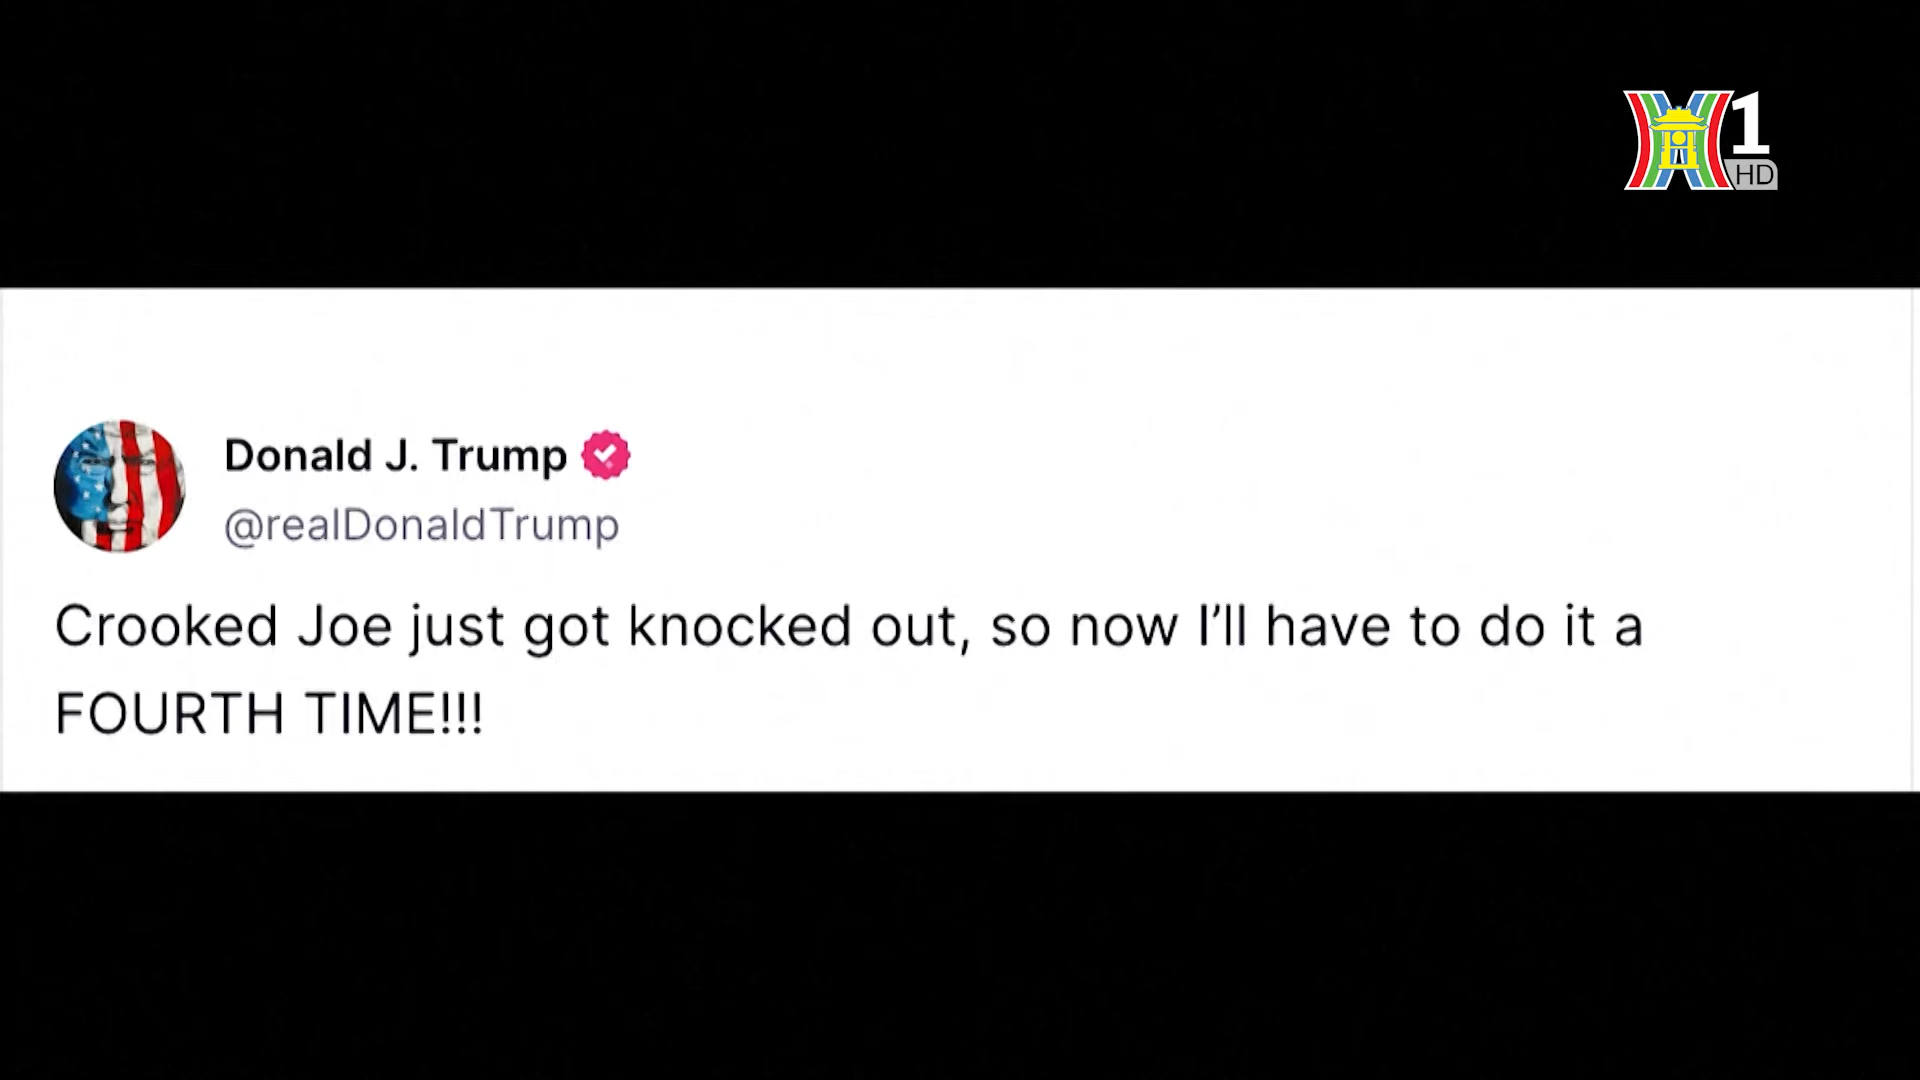 1
HD
Donald J. Trump
@realDonaldTrump
Crooked Joe just got knocked out, so now I’ll have to do it a
FOURTH TIME!!!